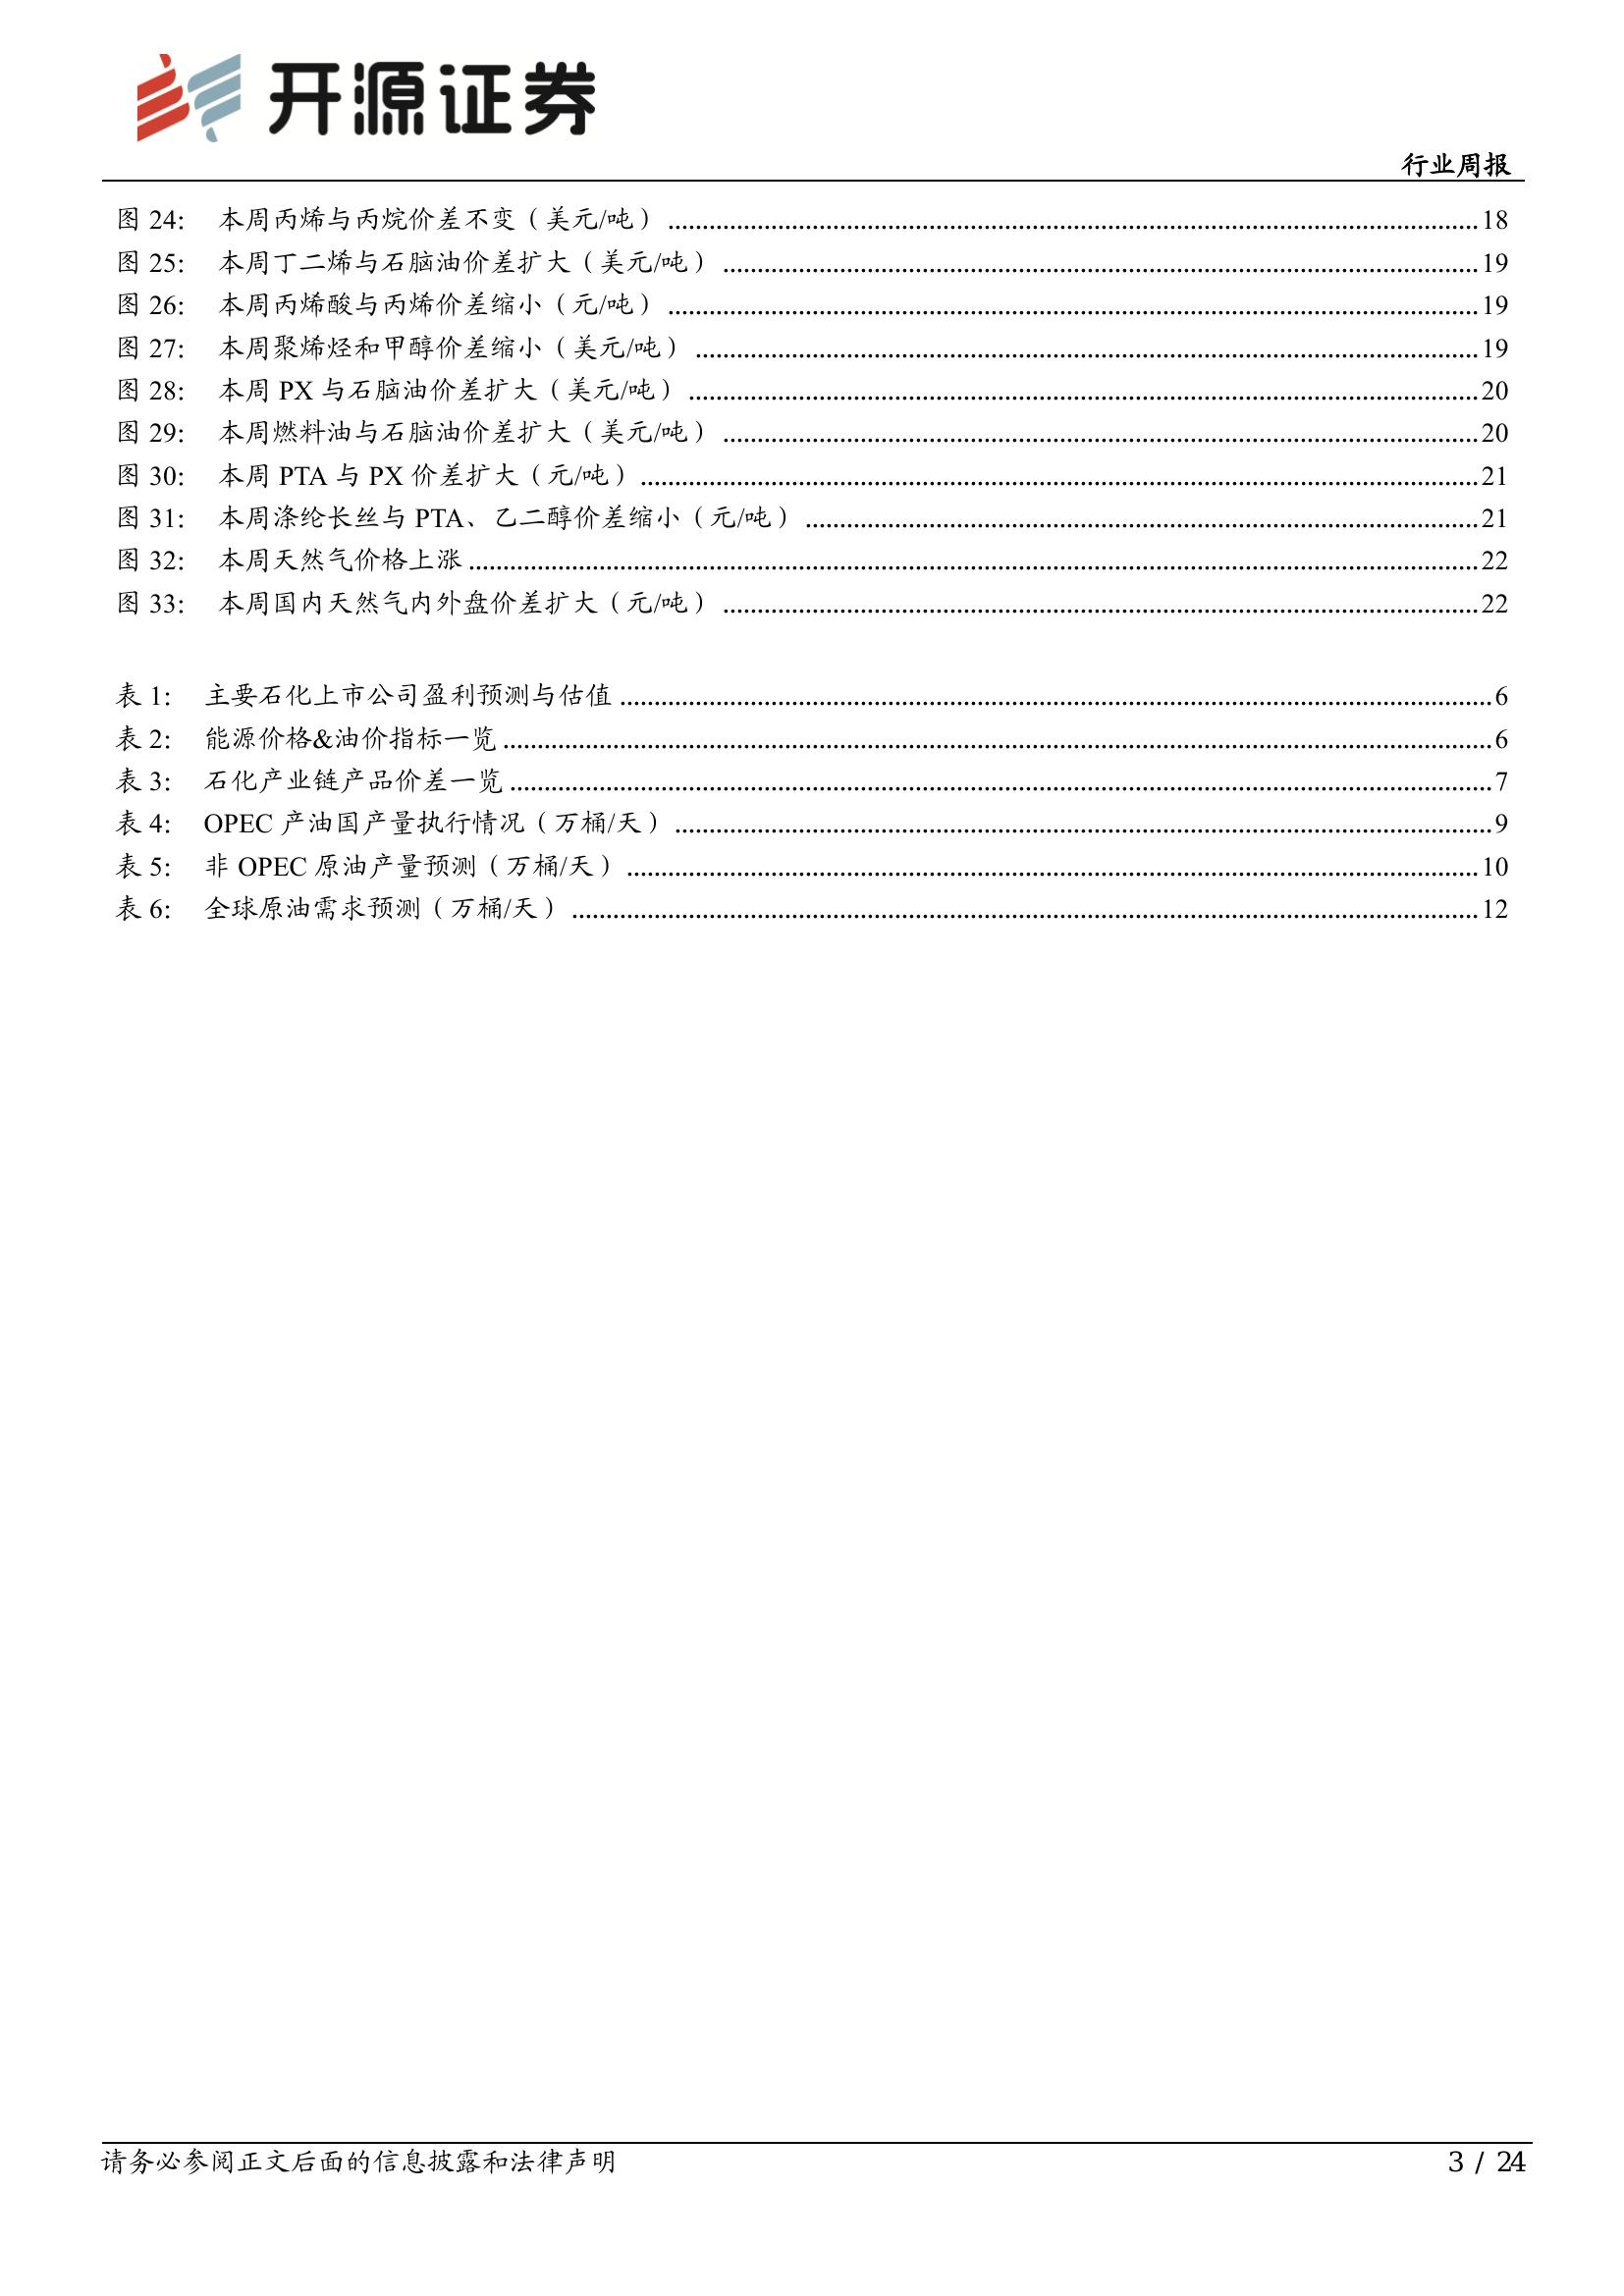 开源证券
行业周报
图 24: 本周丙烯与丙烷价差不变（美元/吨） 18
图 25: 本周丁二烯与石脑油价差扩大（美元/吨） 19
图 26: 本周丙烯酸与丙烯价差缩小（元/吨） 19
图 27: 本周聚烯烃和甲醇价差缩小（美元/吨） 19
图 28: 本周 PX 与石脑油价差扩大（美元/吨） 20
图 29: 本周燃料油与石脑油价差扩大（美元/吨） 20
图 30: 本周 PTA 与 PX 价差扩大（元/吨） 21
图 31: 本周涤纶长丝与 PTA、乙二醇价差缩小（元/吨） 21
图 32: 本周天然气价格上涨 22
图 33: 本周国内天然气内外盘价差扩大（元/吨） 22
表 1: 主要石化上市公司盈利预测与估值 6
表 2: 能源价格&油价指标一览 6
表 3: 石化产业链产品价差一览 7
表 4: OPEC 产油国产量执行情况（万桶/天） 9
表 5: 非 OPEC 原油产量预测（万桶/天） 10
表 6: 全球原油需求预测（万桶/天） 12
请务必参阅正文后面的信息披露和法律声明 3 / 24